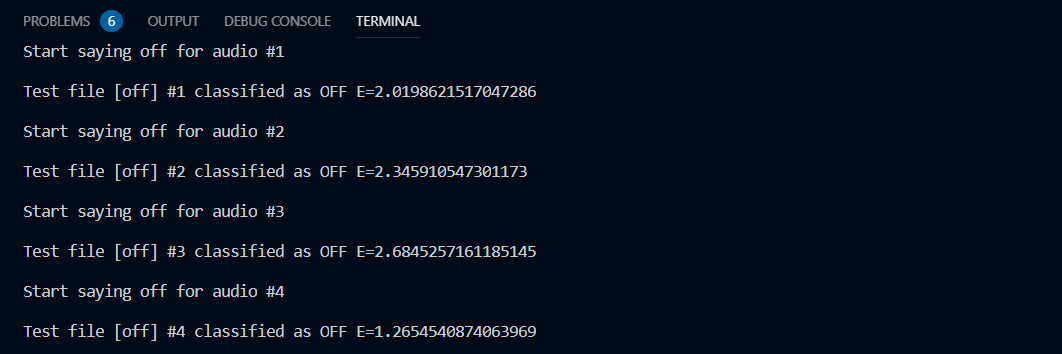 PROBLEMS 6 OUTPUT DEBUG CONSOLE TERMINAL
Start saying off for audio #1
Test file [off] #1 classified as OFF E=2.0198621517047286
Start saying off for audio #2
Test file [off] #2 classified as OFF E=2.345910547301173
Start saying off for audio #3
Test file [off] #3 classified as OFF E=2.6845257161185145
Start saying off for audio #4
Test file [off] #4 classified as OFF E=1.2654540874063969